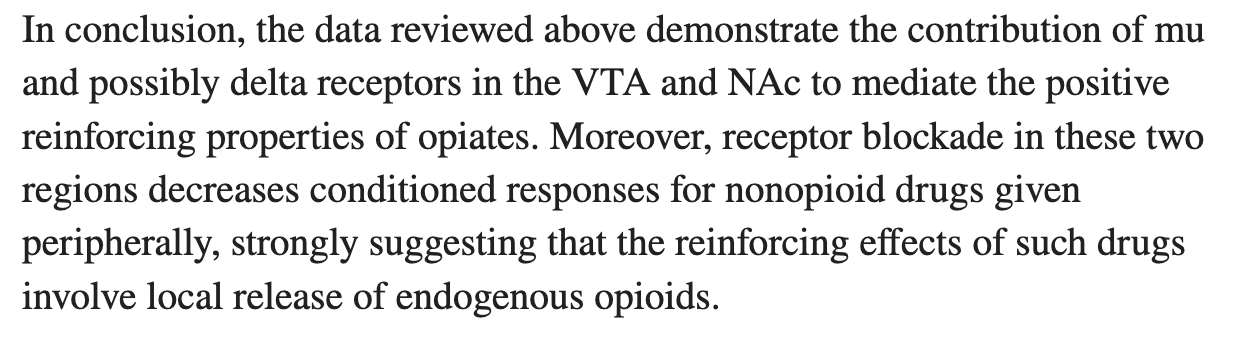 In conclusion, the data reviewed above demonstrate the contribution of mu
and possibly delta receptors in the VTA and NAc to mediate the positive
reinforcing properties of opiates. Moreover, receptor blockade in these two
regions decreases conditioned responses for nonopioid drugs given
peripherally, strongly suggesting that the reinforcing effects of such drugs
involve local release of endogenous opioids.